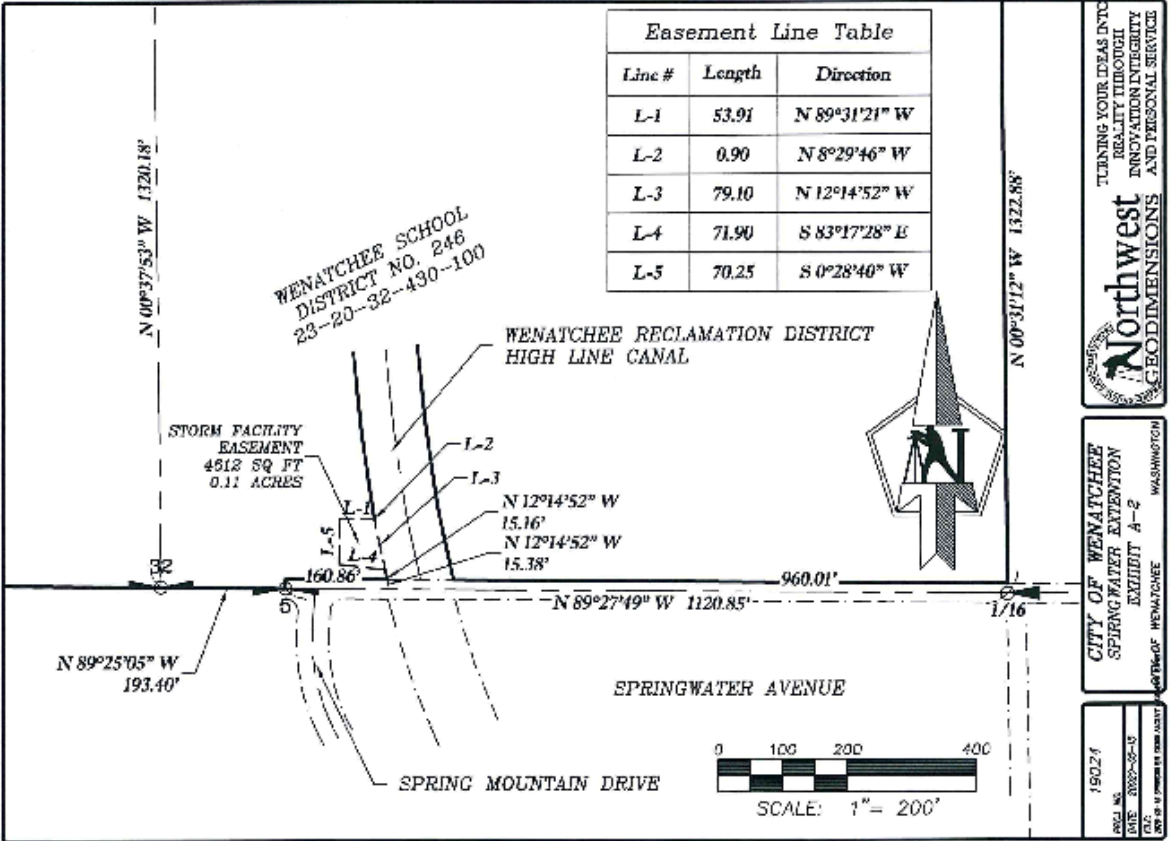 Easement Line Table
Line # Length Direction
L-1 53.91 N 89°31'21" W
L-2 0.90 N 8°29'46" W
L-3 79.10 N 12°14'52" W
L-4 71.90 S 83°17'28" E
L-5 70.25 S 0°28'40" W
N 00°37'53" W 1320.18'
WENATCHEE SCHOOL
DISTRICT NO. 246
23-20-32-430-100
WENATCHEE RECLAMATION DISTRICT
HIGH LINE CANAL
N 00°31'12" W 1322.88'
STORM FACILITY
EASEMENT
4612 SQ FT
0.11 ACRES
L-2
L-3
L-1
L-5
L-4
N 12°14'52" W
15.16'
N 12°14'52" W
15.38'
N
32
5
160.86'
960.01'
N 89°27'49" W 1120.85'
1/16
N 89°25'05" W
193.40'
SPRINGWATER AVENUE
SPRING MOUNTAIN DRIVE
0 100 200 400
SCALE: 1"= 200'
TURNING YOUR IDEAS INTO
REALITY THROUGH
INNOVATION INTEGRITY
AND PERSONAL SERVICE
Northwest
GEODIMENSIONS
CITY OF WENATCHEE
SPIRNGWATER EXTENTION
EXHIBIT A-2
WENATCHEE WASHINGTON
19024
PROJ. NO.
DATE:
FILE: